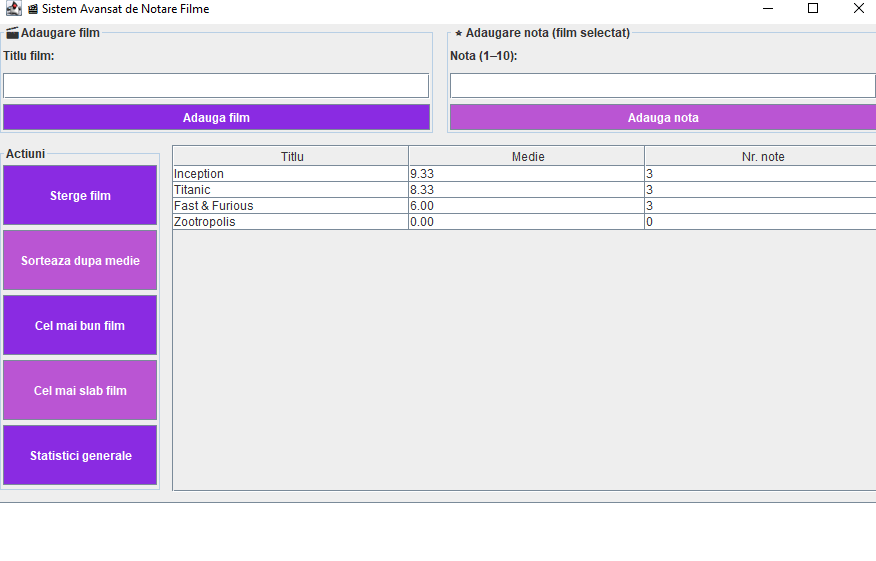 🎬 Sistem Avansat de Notare Filme
🎬 Adaugare film
Titlu film:
Adauga film
★ Adaugare nota (film selectat)
Nota (1–10):
Adauga nota
Actiuni
Sterge film
Sorteaza dupa medie
Cel mai bun film
Cel mai slab film
Statistici generale
Titlu Medie Nr. note
Inception 9.33 3
Titanic 8.33 3
Fast & Furious 6.00 3
Zootropolis 0.00 0